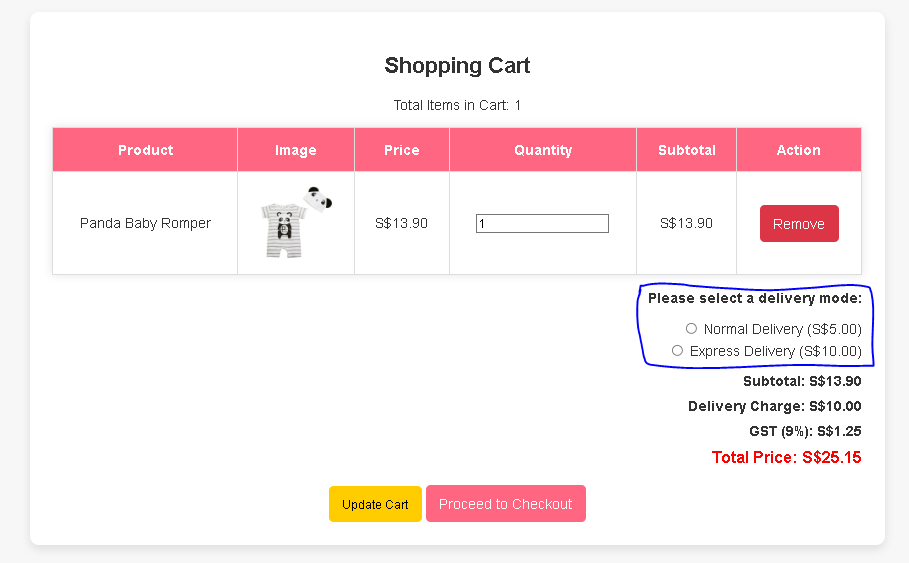 Shopping Cart
Total Items in Cart: 1
Product Image Price Quantity Subtotal Action
Panda Baby Romper S$13.90 1 S$13.90 Remove
Please select a delivery mode:
Normal Delivery (S$5.00)
Express Delivery (S$10.00)
Subtotal: S$13.90
Delivery Charge: S$10.00
GST (9%): S$1.25
Total Price: S$25.15
Update Cart Proceed to Checkout